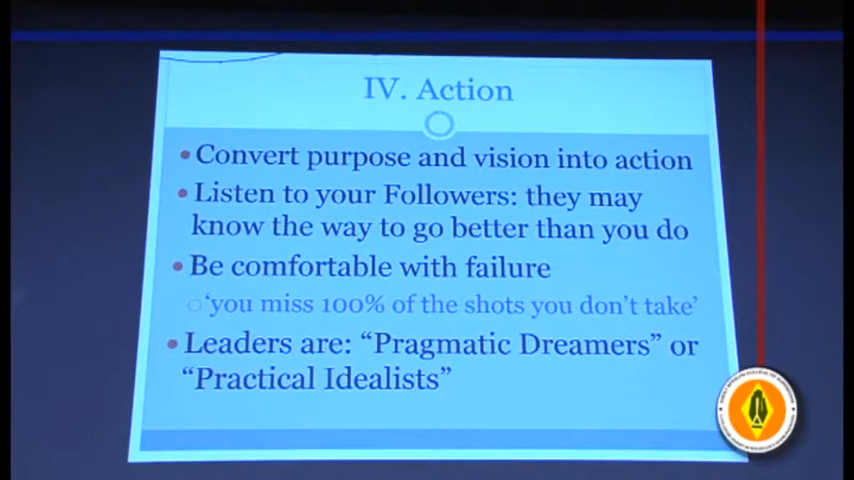 IV. Action
• Convert purpose and vision into action
• Listen to your Followers: they may
know the way to go better than you do
• Be comfortable with failure
○ 'you miss 100% of the shots you don't take'
• Leaders are: "Pragmatic Dreamers" or
"Practical Idealists"